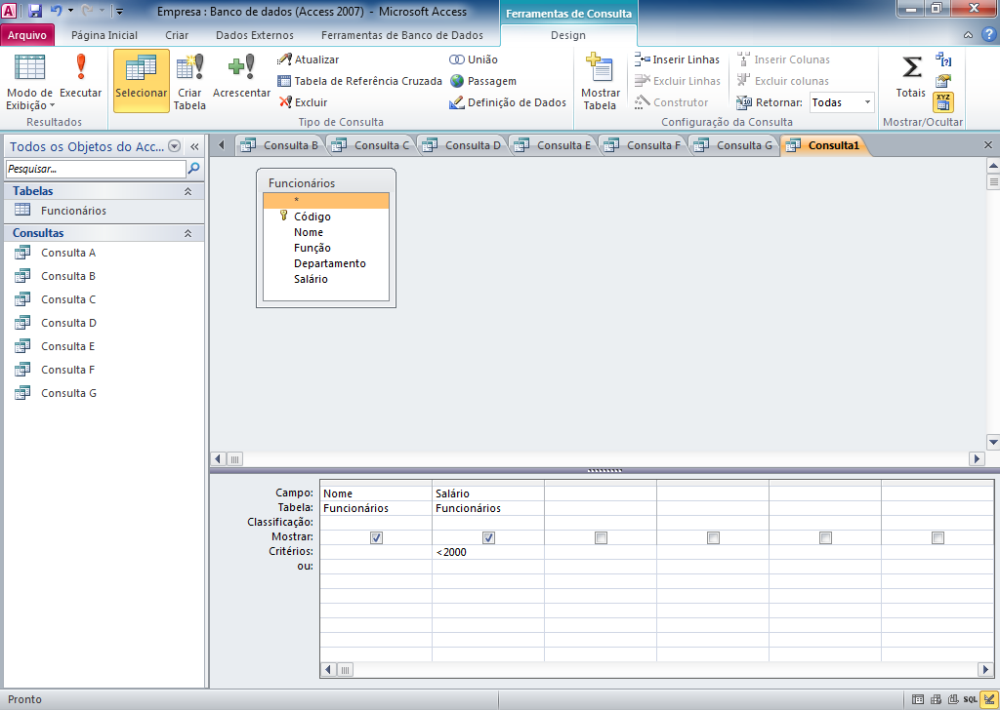 Empresa : Banco de dados (Access 2007) - Microsoft Access
Ferramentas de Consulta
Arquivo Página Inicial Criar Dados Externos Ferramentas de Banco de Dados Design
Modo de Exibição
Executar
Resultados
Selecionar
Criar Tabela
Acrescentar
Atualizar
Tabela de Referência Cruzada
Excluir
União
Passagem
Definição de Dados
Tipo de Consulta
Mostrar Tabela
Inserir Linhas
Excluir Linhas
Construtor
Inserir Colunas
Excluir colunas
Retornar: Todas
Configuração da Consulta
Totais
XYZ
Mostrar/Ocultar
Todos os Objetos do Acc...
Pesquisar...
Tabelas
Funcionários
Consultas
Consulta A
Consulta B
Consulta C
Consulta D
Consulta E
Consulta F
Consulta G
Consulta B Consulta C Consulta D Consulta E Consulta F Consulta G Consulta1
Funcionários
*
Código
Nome
Função
Departamento
Salário
Campo: Nome Salário
Tabela: Funcionários Funcionários
Classificação:
Mostrar:
Critérios: <2000
ou:
Pronto
SQL